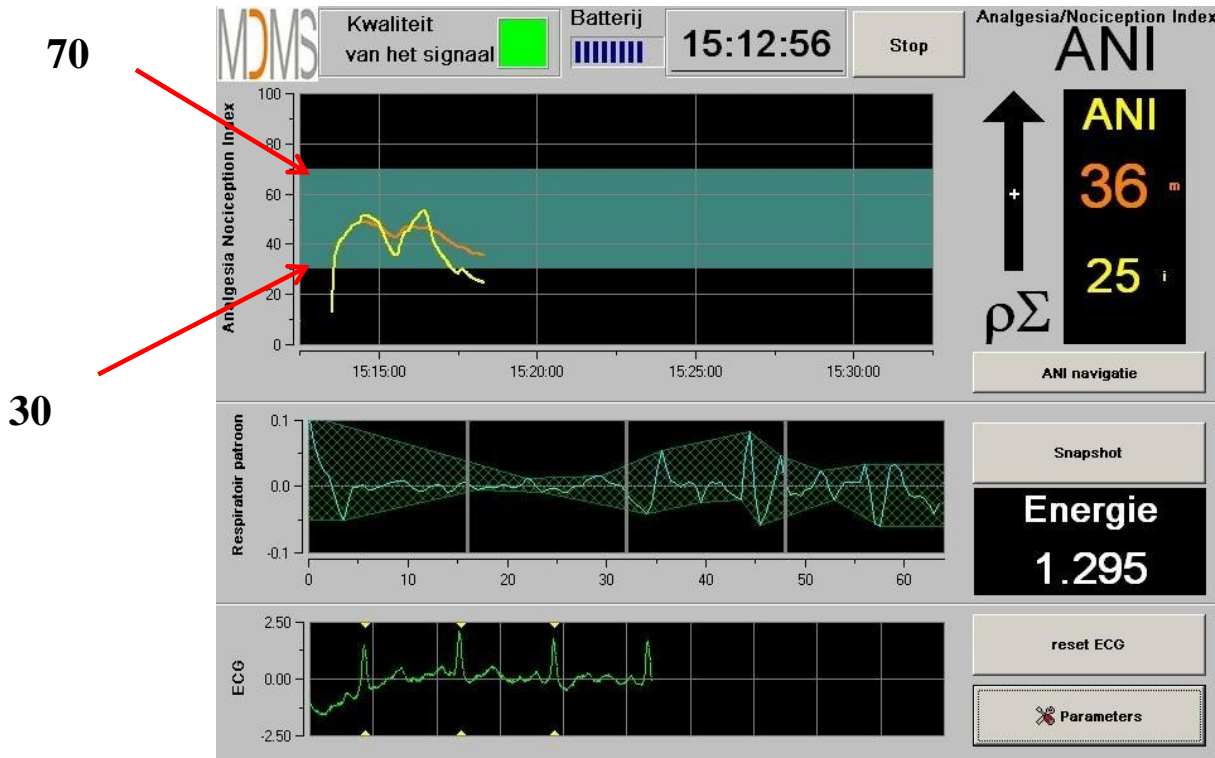 70
30
MDMS
Kwaliteit
van het signaal
Batterij
15:12:56
Stop
Analgesia/Nociception Index
ANI
Analgesia Nociception Index
100
80
60
40
20
0
15:15:00
15:20:00
15:25:00
15:30:00
+
ρΣ
ANI
36 m
25 i
ANI navigatie
Respiratoir patroon
0.1
0.0
-0.1
0
10
20
30
40
50
60
Snapshot
Energie
1.295
ECG
2.50
0.00
-2.50
reset ECG
Parameters